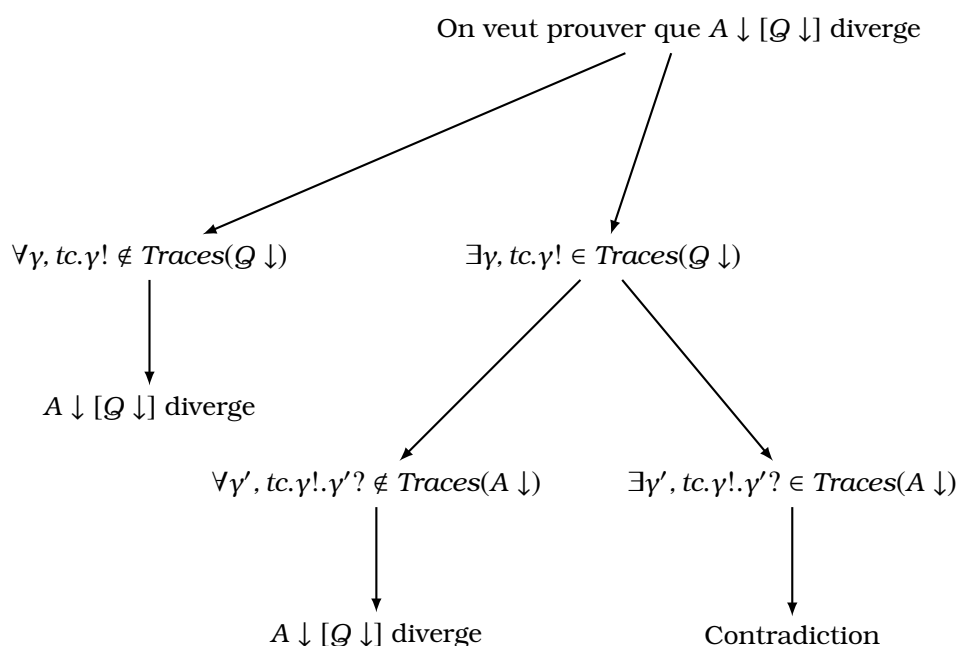 On veut prouver que A ↓ [Q ↓] diverge
∀γ, tc.γ! ∉ Traces(Q ↓)
∃γ, tc.γ! ∈ Traces(Q ↓)
A ↓ [Q ↓] diverge
∀γ′, tc.γ!.γ′? ∉ Traces(A ↓)
∃γ′, tc.γ!.γ′? ∈ Traces(A ↓)
A ↓ [Q ↓] diverge
Contradiction